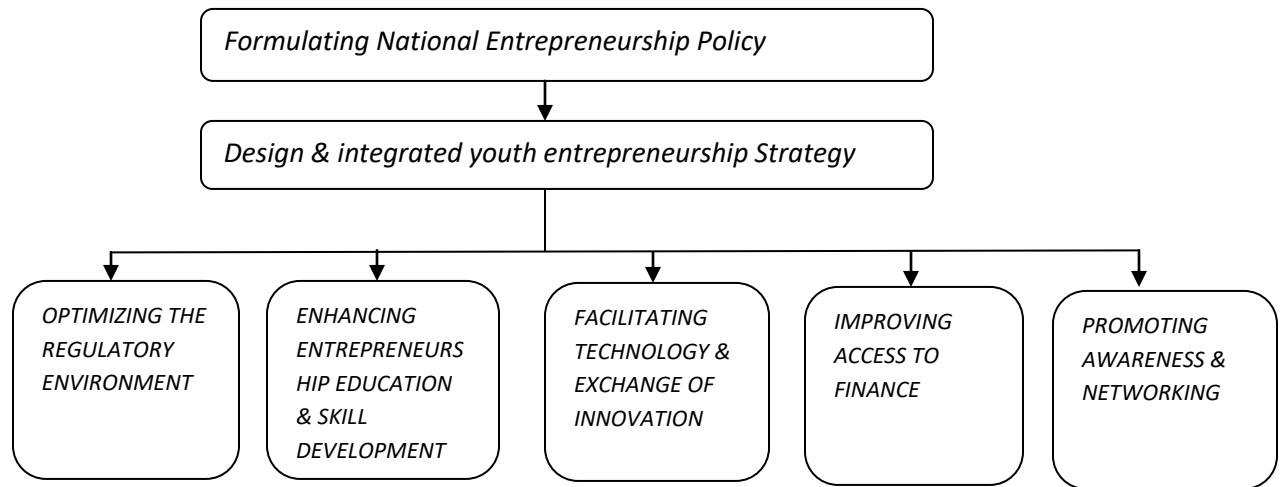 Formulating National Entrepreneurship Policy
Design & integrated youth entrepreneurship Strategy
OPTIMIZING THE
REGULATORY
ENVIRONMENT
ENHANCING
ENTREPRENEURS
HIP EDUCATION
& SKILL
DEVELOPMENT
FACILITATING
TECHNOLOGY &
EXCHANGE OF
INNOVATION
IMPROVING
ACCESS TO
FINANCE
PROMOTING
AWARENESS &
NETWORKING